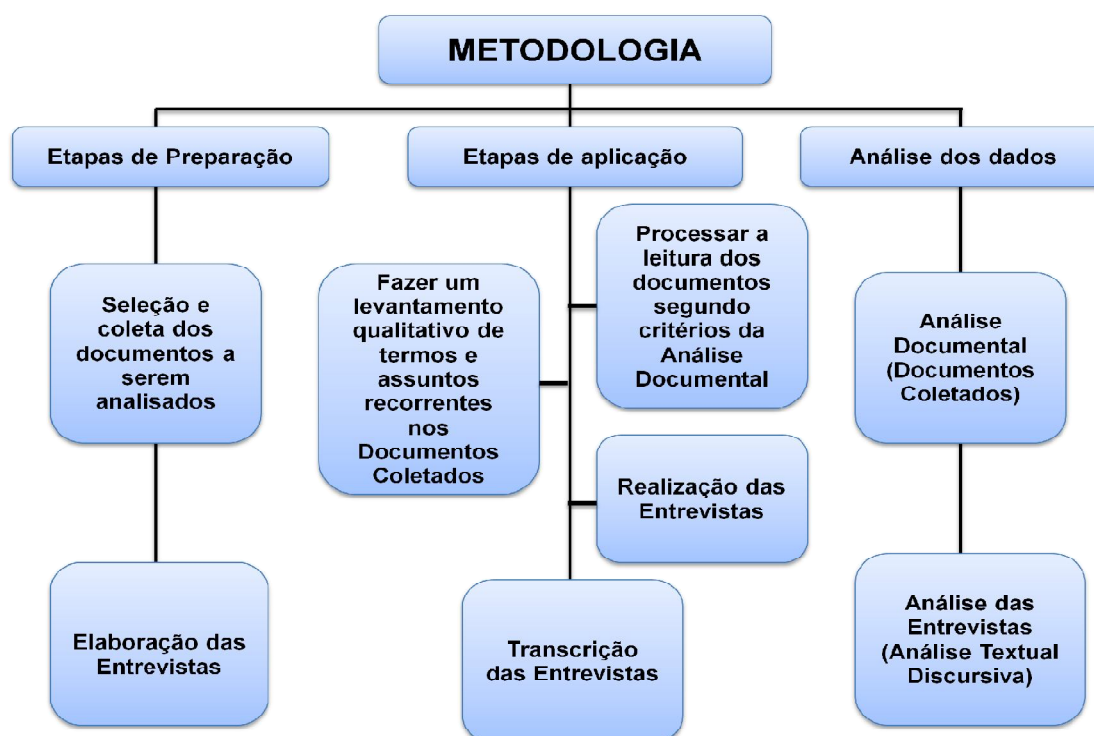 METODOLOGIA
Etapas de Preparação
Etapas de aplicação
Análise dos dados
Seleção e
coleta dos
documentos a
serem
analisados
Elaboração das
Entrevistas
Processar a
leitura dos
documentos
segundo
critérios da
Análise
Documental
Fazer um
levantamento
qualitativo de
termos e
assuntos
recorrentes
nos
Documentos
Coletados
Realização das
Entrevistas
Transcrição
das Entrevistas
Análise
Documental
(Documentos
Coletados)
Análise das
Entrevistas
(Análise Textual
Discursiva)